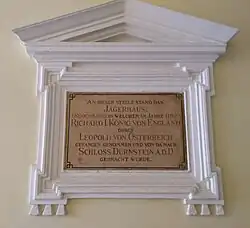 AN DIESER STELLE STAND DAS
JÄGERHAUS,
IN WELCHEM IM JAHRE
RICHARD I. KÖNIG VON ENGLAND
DURCH
LEOPOLD VON ÖSTERREICH
GEFANGEN GENOMMEN UND VON DA NACH
SCHLOSS DÜRNSTEIN A.D.D.
GEBRACHT WURDE.